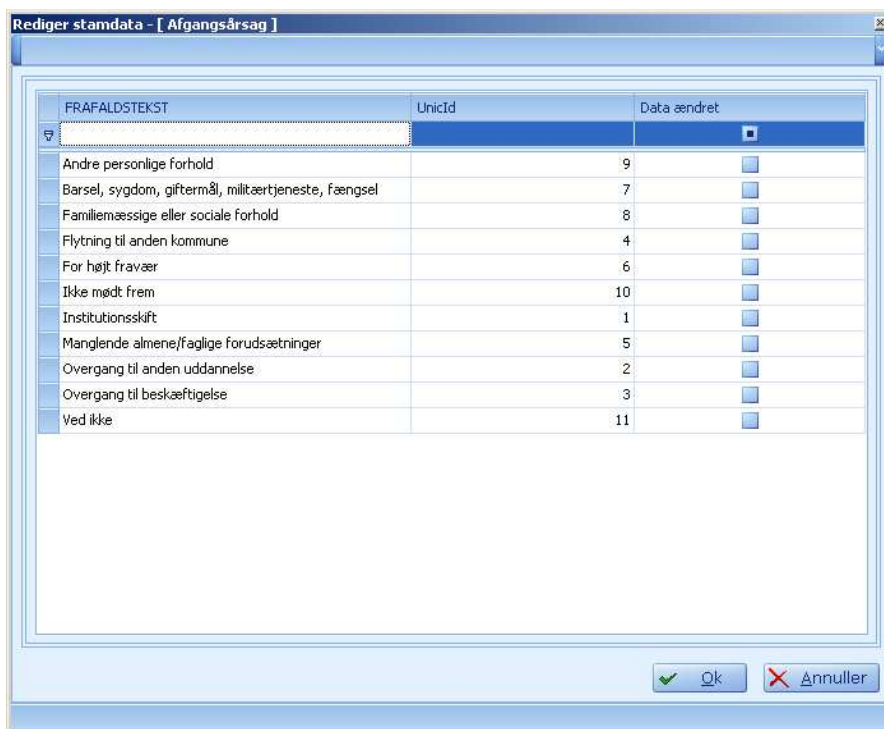 Rediger stamdata - [ Afgangsårsag ]
FRAFALDSTEKST UnicId Data ændret
Andre personlige forhold 9
Barsel, sygdom, giftermål, militærtjeneste, fængsel 7
Familiemæssige eller sociale forhold 8
Flytning til anden kommune 4
For højt fravær 6
Ikke mødt frem 10
Institutionsskift 1
Manglende almene/faglige forudsætninger 5
Overgang til anden uddannelse 2
Overgang til beskæftigelse 3
Ved ikke 11
Ok Annuller